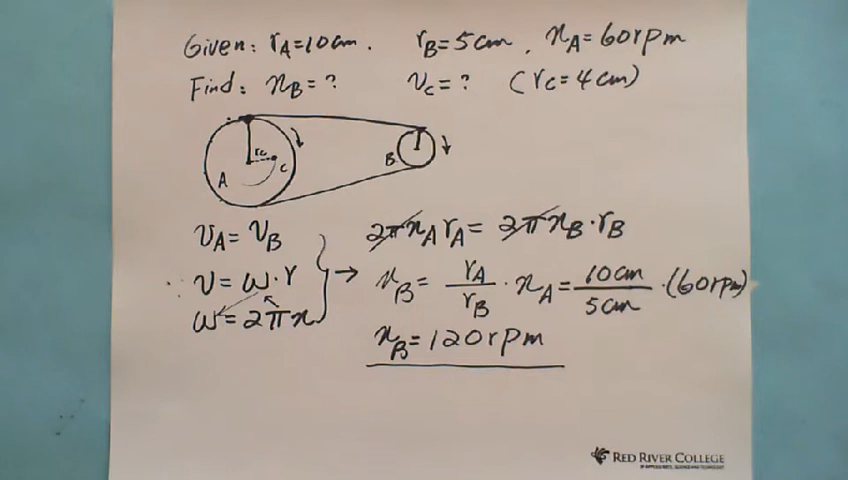 Given: rA=10cm. rB=5cm, nA=60rpm
Find: nB=? vC=? (rC=4cm)
rC
A
C
B
vA=vB
2πnArA=2πnB·rB
∴ v=ω·r
nB=rA/rB·nA=10cm/5cm·(60rpm)
ω=2πn
nB=120rpm
RED RIVER COLLEGE